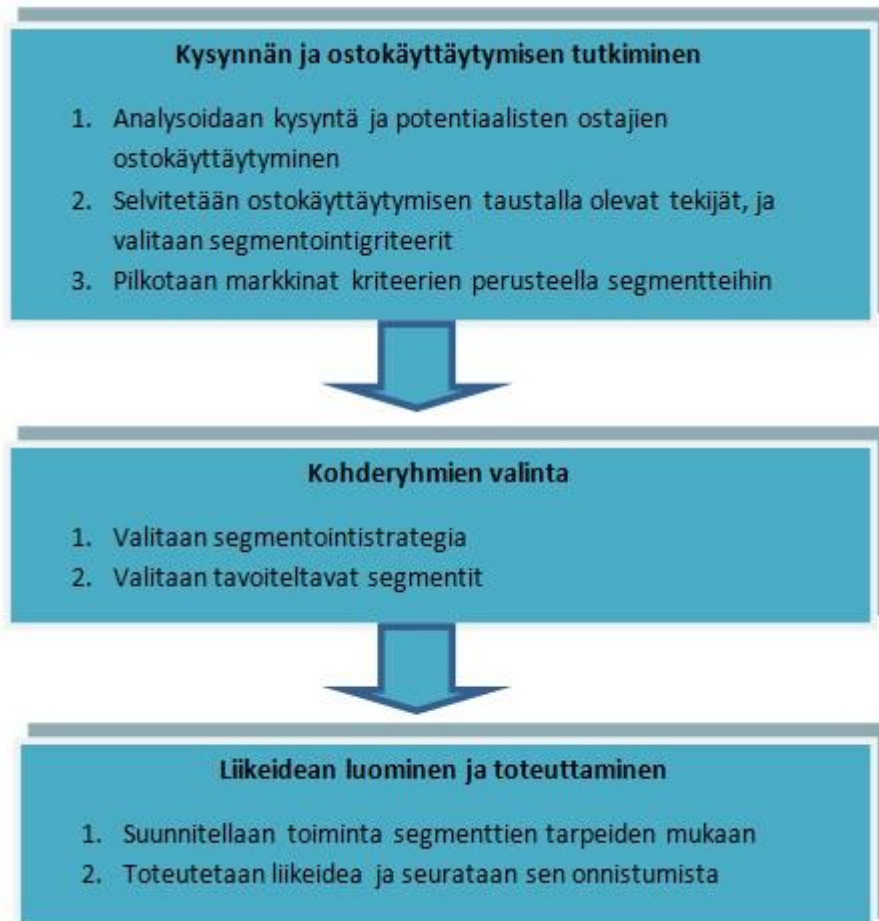 Kysynnän ja ostokäyttäytymisen tutkiminen
1. Analysoidaan kysyntä ja potentiaalisten ostajien
ostokäyttäytyminen
2. Selvitetään ostokäyttäytymisen taustalla olevat tekijät, ja
valitaan segmentointigriteerit
3. Pilkotaan markkinat kriteerien perusteella segmentteihin
Kohderyhmien valinta
1. Valitaan segmentointistrategia
2. Valitaan tavoiteltavat segmentit
Liikeidean luominen ja toteuttaminen
1. Suunnitellaan toiminta segmenttien tarpeiden mukaan
2. Toteutetaan liikeidea ja seurataan sen onnistumista